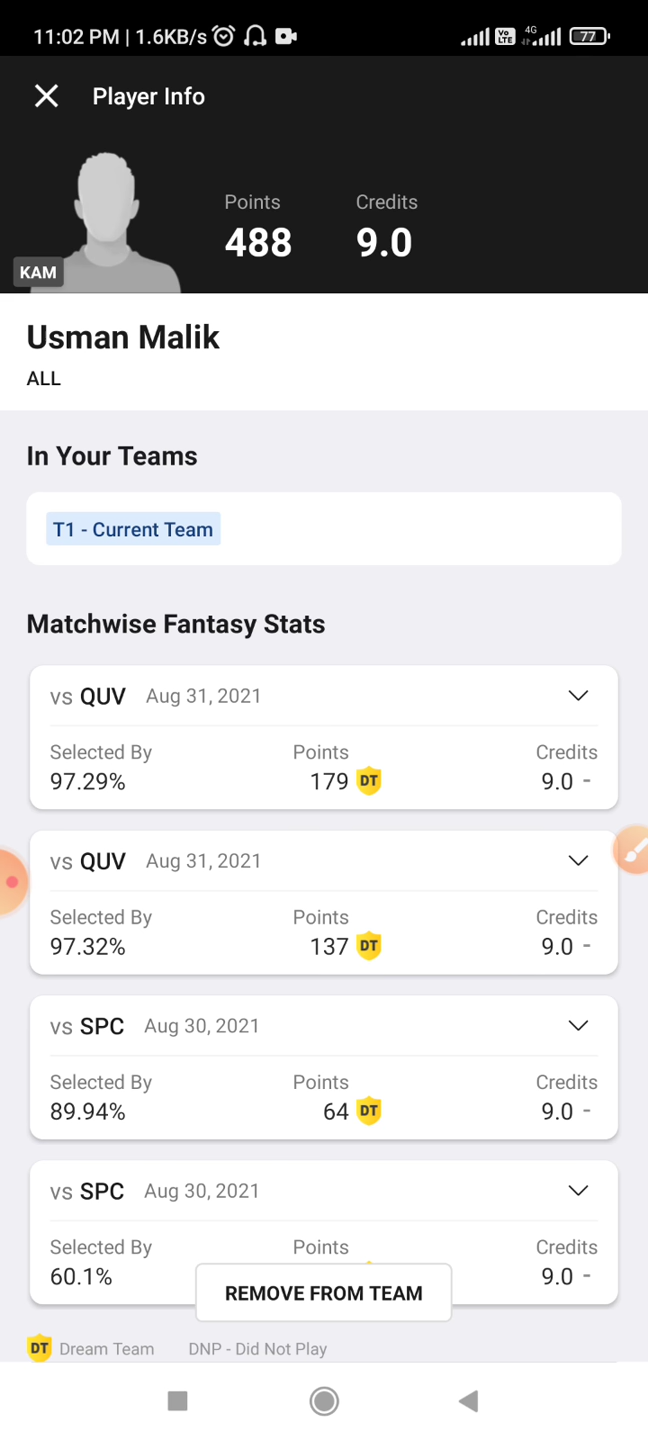 11:02 PM | 1.6KB/s Vo LTE 4G 77
Player Info
Points Credits
488 9.0
KAM
Usman Malik
ALL
In Your Teams
T1 - Current Team
Matchwise Fantasy Stats
vs QUV Aug 31, 2021
Selected By Points Credits
97.29% 179 DT 9.0 -
vs QUV Aug 31, 2021
Selected By Points Credits
97.32% 137 DT 9.0 -
vs SPC Aug 30, 2021
Selected By Points Credits
89.94% 64 DT 9.0 -
vs SPC Aug 30, 2021
Selected By Points Credits
60.1% 9.0 -
REMOVE FROM TEAM
DT Dream Team DNP - Did Not Play